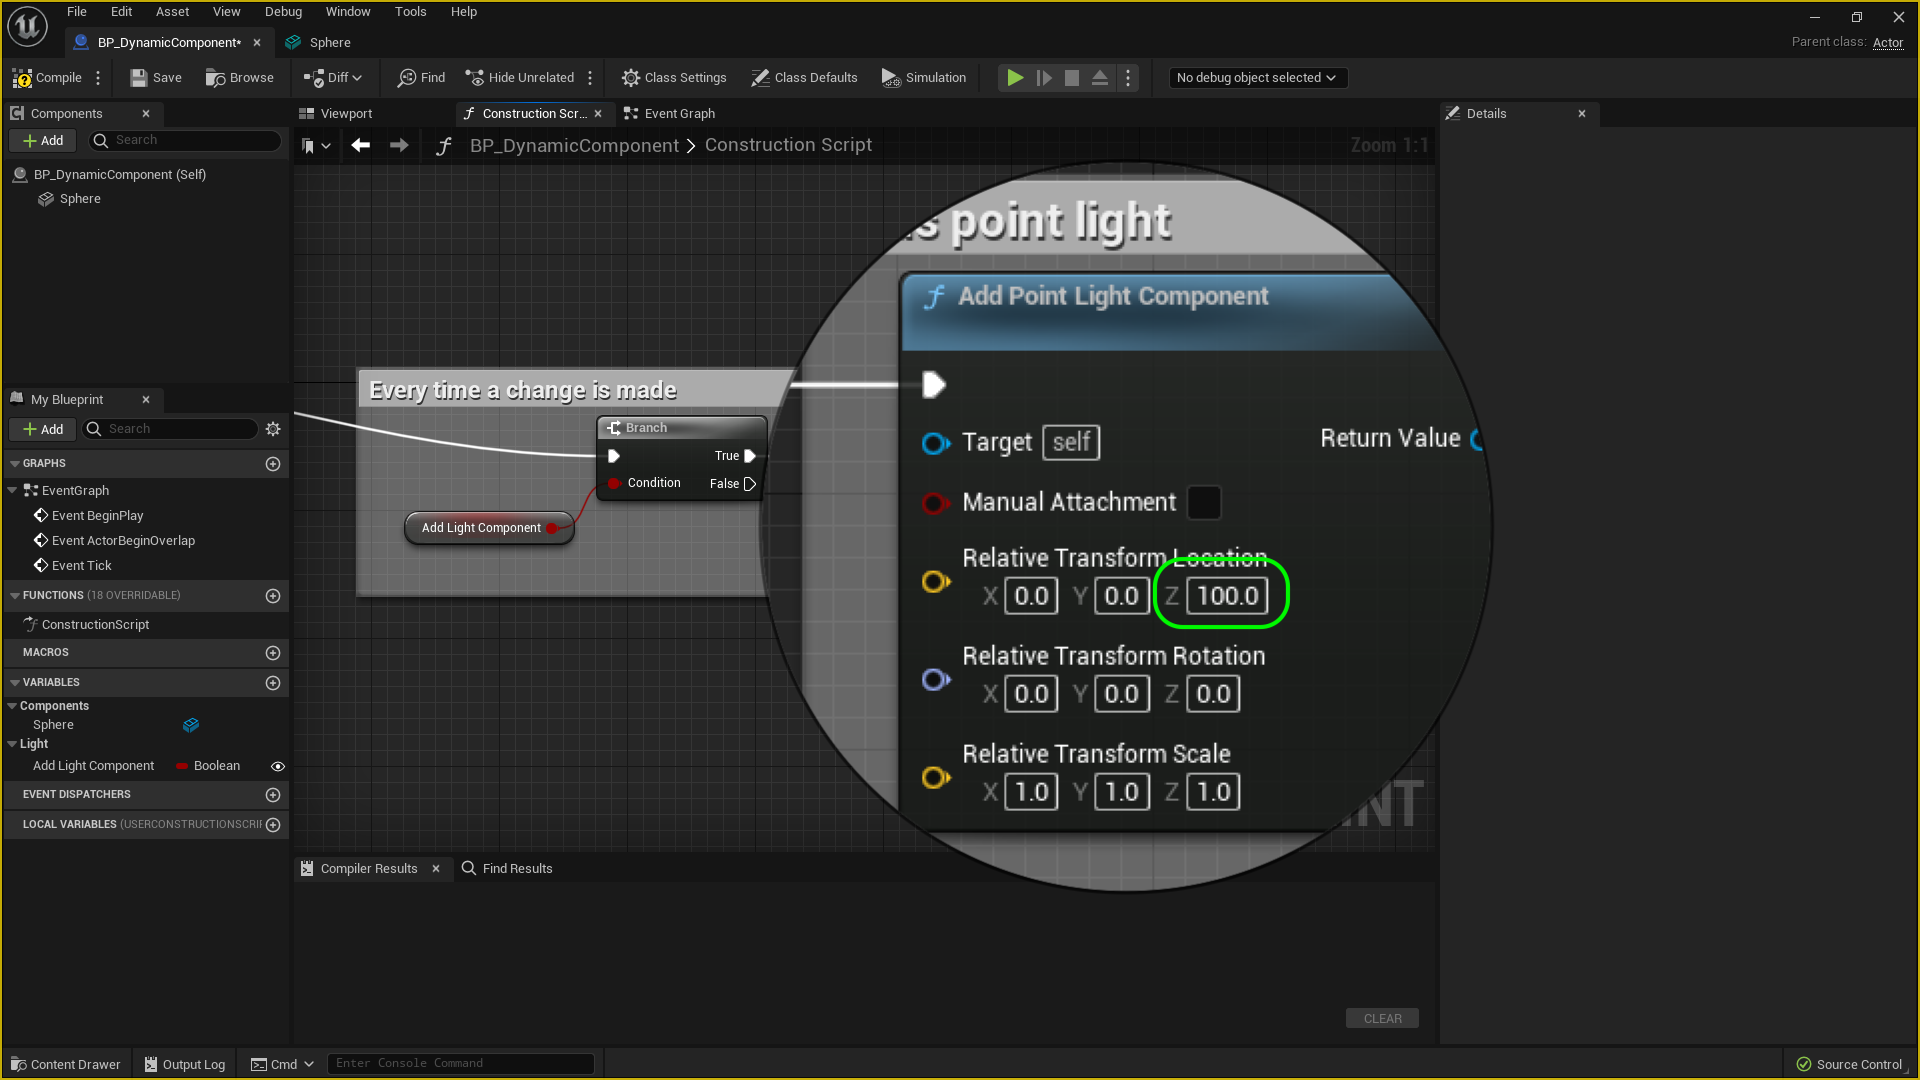 File Edit Asset View Debug Window Tools Help
BP_DynamicComponent* Sphere
Parent class: Actor
Compile Save Browse Diff Find Hide Unrelated Class Settings Class Defaults Simulation No debug object selected
Components
Add Search
BP_DynamicComponent (Self)
Sphere
Viewport Construction Scr... Event Graph
BP_DynamicComponent > Construction Script
Zoom 1:1
Details
Every time a change is made
Branch
True
Condition False
Add Light Component
point light
Add Point Light Component
Target self Return Value
Manual Attachment
Relative Transform Location
X 0.0 Y 0.0 Z 100.0
Relative Transform Rotation
X 0.0 Y 0.0 Z 0.0
Relative Transform Scale
X 1.0 Y 1.0 Z 1.0
My Blueprint
Add Search
GRAPHS
EventGraph
Event BeginPlay
Event ActorBeginOverlap
Event Tick
FUNCTIONS (18 OVERRIDABLE)
ConstructionScript
MACROS
VARIABLES
Components
Sphere
Light
Add Light Component Boolean
EVENT DISPATCHERS
LOCAL VARIABLES (USERCONSTRUCTIONSCRIF
Compiler Results Find Results
CLEAR
Content Drawer Output Log Cmd Enter Console Command Source Control